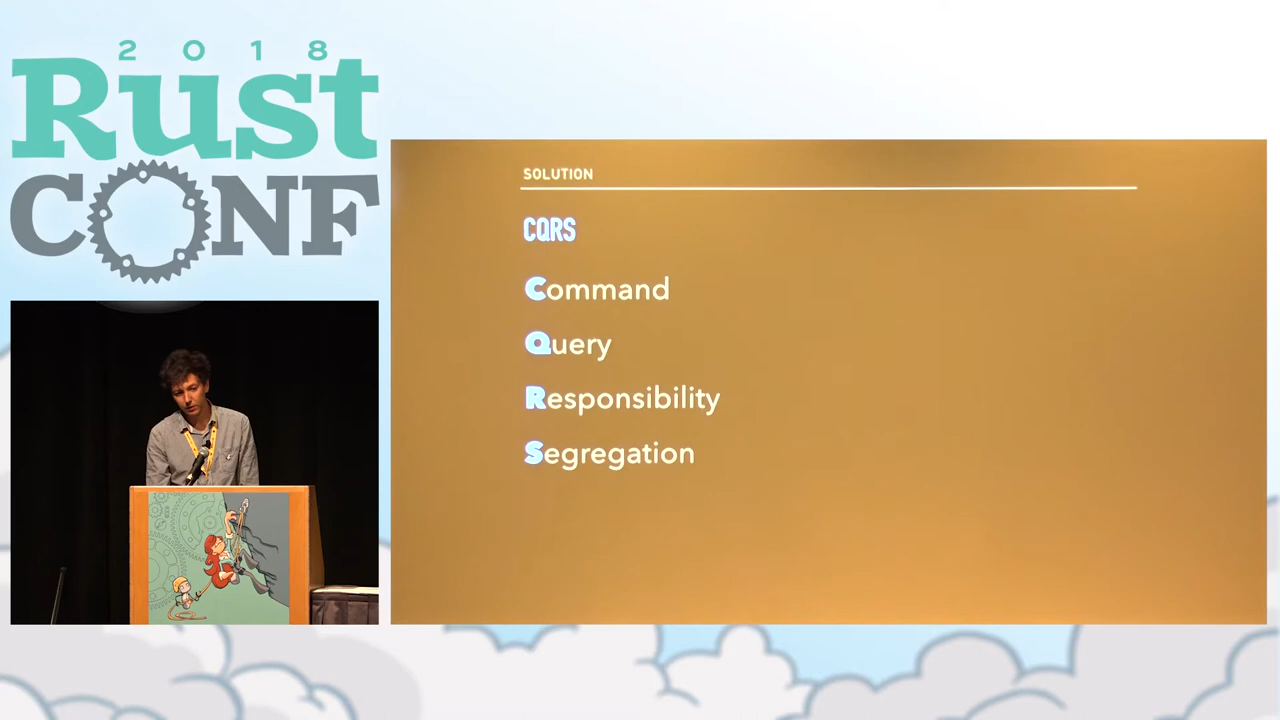 2018
Rust
CONF
SOLUTION
CQRS
Command
Query
Responsibility
Segregation